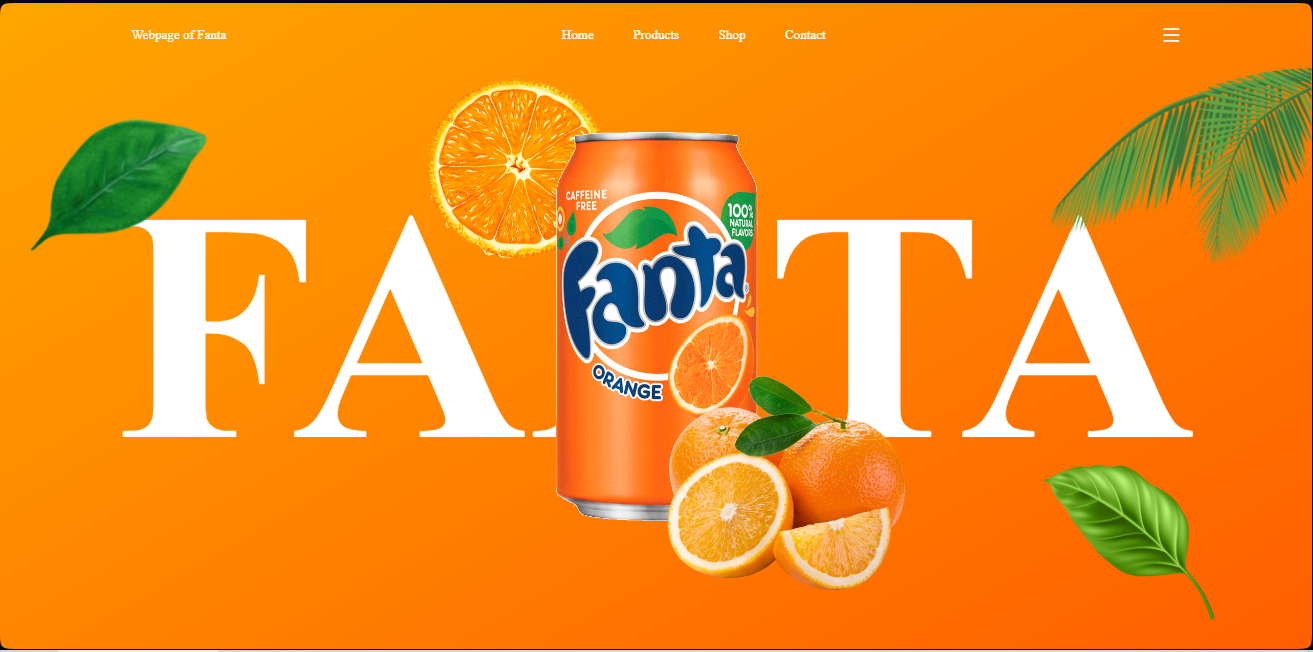 Webpage of Fanta
Home
Products
Shop
Contact
FA TA
CAFFEINE
FREE
100%
NATURAL
FLAVORS
Fanta
ORANGE